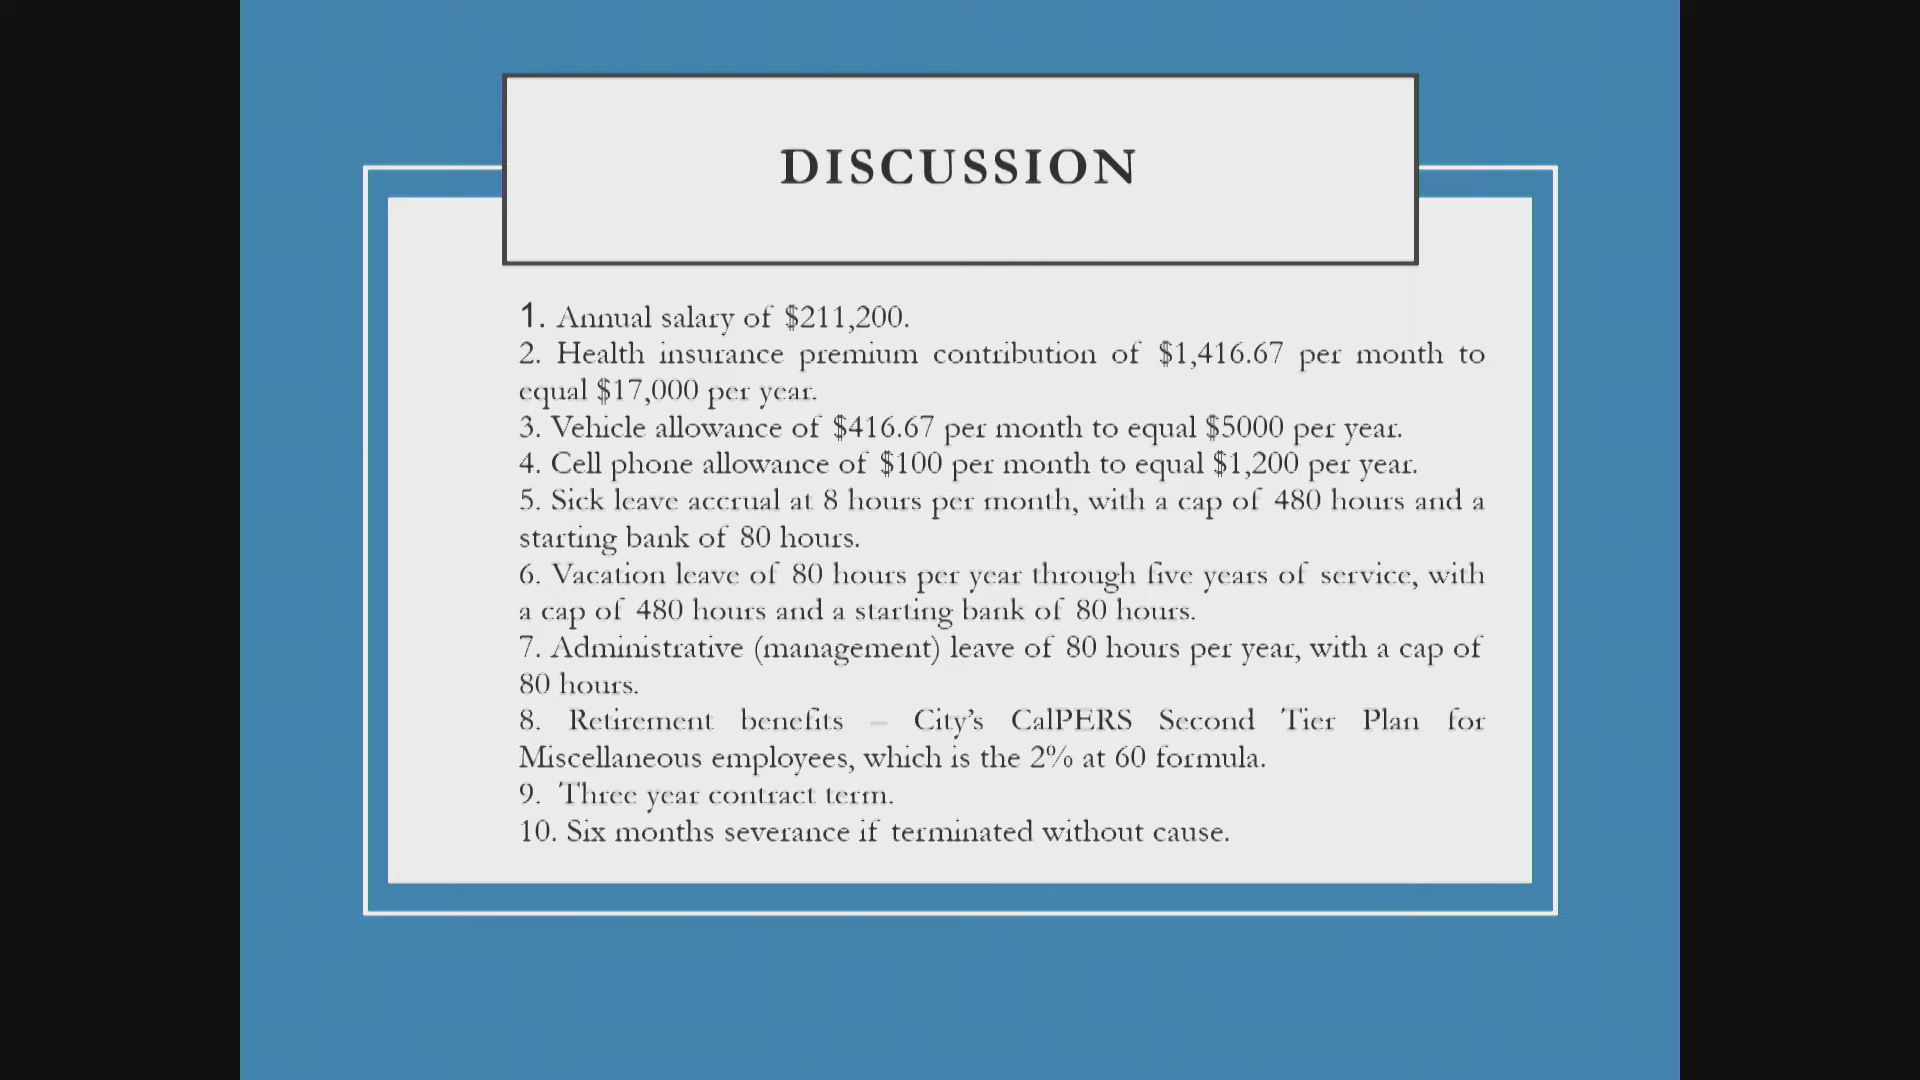 DISCUSSION
1. Annual salary of $211,200.
2. Health insurance premium contribution of $1,416.67 per month to
equal $17,000 per year.
3. Vehicle allowance of $416.67 per month to equal $5000 per year.
4. Cell phone allowance of $100 per month to equal $1,200 per year.
5. Sick leave accrual at 8 hours per month, with a cap of 480 hours and a
starting bank of 80 hours.
6. Vacation leave of 80 hours per year through five years of service, with
a cap of 480 hours and a starting bank of 80 hours.
7. Administrative (management) leave of 80 hours per year, with a cap of
80 hours.
8. Retirement benefits – City’s CalPERS Second Tier Plan for
Miscellaneous employees, which is the 2% at 60 formula.
9. Three year contract term.
10. Six months severance if terminated without cause.